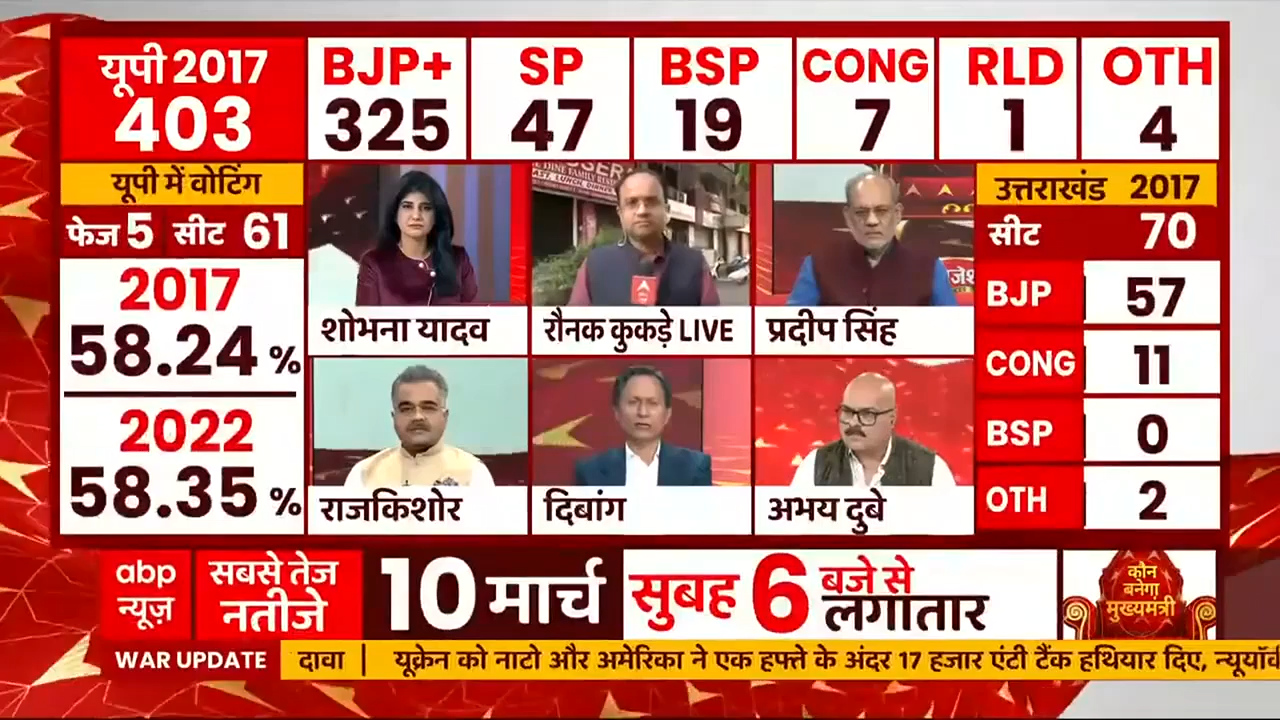 यूपी 2017
403
BJP+
325
SP
47
BSP
19
CONG
7
RLD
1
OTH
4
यूपी में वोटिंग
फेज 5 सीट 61
2017
58.24 %
2022
58.35 %
शोभना यादव
रौनक कुकड़े LIVE
प्रदीप सिंह
राजकिशोर
दिबांग
अभय दुबे
उत्तराखंड 2017
सीट 70
BJP 57
CONG 11
BSP 0
OTH 2
abp
न्यूज़
सबसे तेज
नतीजे
10 मार्च
सुबह 6 बजे से
लगातार
कौन
बनेगा
मुख्यमंत्री
WAR UPDATE
दावा | यूक्रेन को नाटो और अमेरिका ने एक हफ्ते के अंदर 17 हजार एंटी टैंक हथियार दिए,